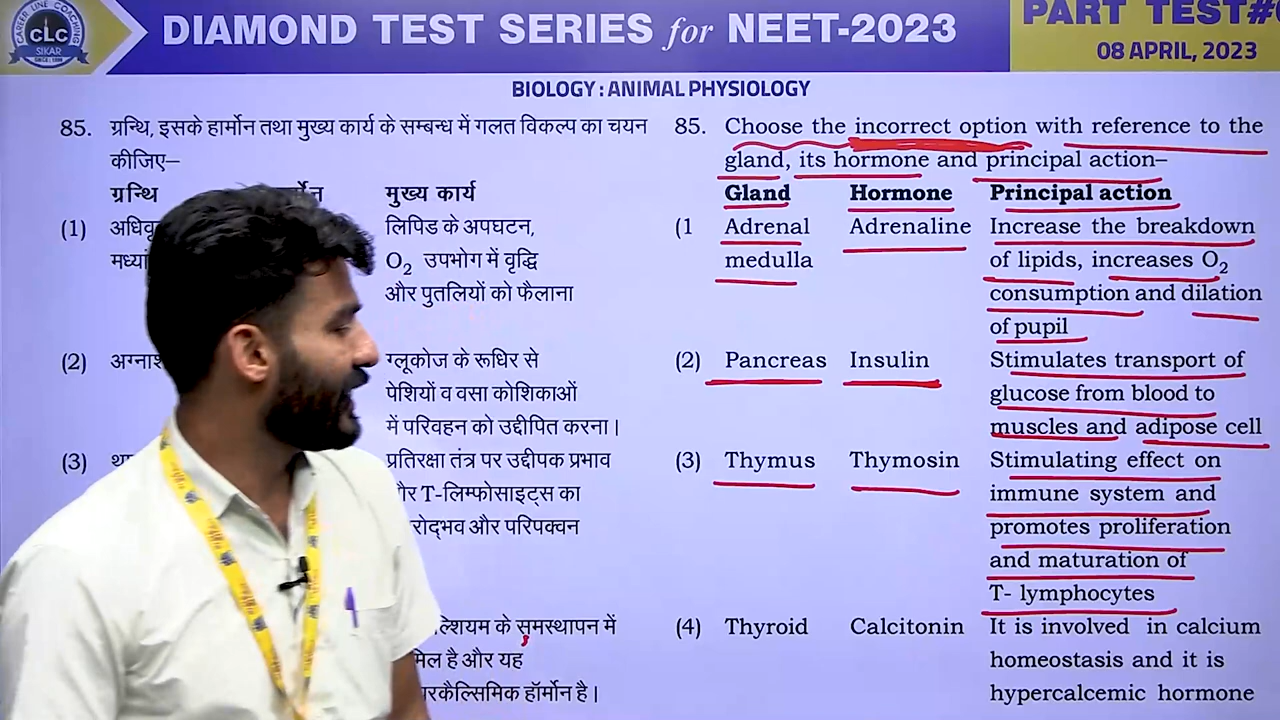 CAREER LINE COACHING
CLC
SIKAR
DIAMOND TEST SERIES for NEET-2023
PART TEST#
08 APRIL, 2023
BIOLOGY : ANIMAL PHYSIOLOGY
85. ग्रन्थि, इसके हार्मोन तथा मुख्य कार्य के सम्बन्ध में गलत विकल्प का चयन
कीजिए–
ग्रन्थि मुख्य कार्य
(1) लिपिड के अपघटन,
O₂ उपभोग में वृद्धि
और पुतलियों को फैलाना
(2) ग्लूकोज के रूधिर से
पेशियों व वसा कोशिकाओं
में परिवहन को उद्दीपित करना।
(3) प्रतिरक्षा तंत्र पर उद्दीपक प्रभाव
T-लिम्फोसाइट्स का
और परिपक्वन
के समस्थापन में
है और यह
हॉर्मोन है।
85. Choose the incorrect option with reference to the
gland, its hormone and principal action–
Gland Hormone Principal action
(1 Adrenal Adrenaline Increase the breakdown
medulla of lipids, increases O₂
consumption and dilation
of pupil
(2) Pancreas Insulin Stimulates transport of
glucose from blood to
muscles and adipose cell
(3) Thymus Thymosin Stimulating effect on
immune system and
promotes proliferation
and maturation of
T- lymphocytes
(4) Thyroid Calcitonin It is involved in calcium
homeostasis and it is
hypercalcemic hormone